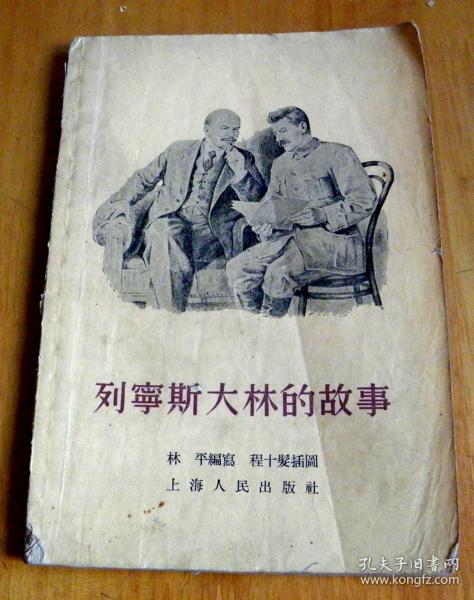 列寧斯大林的故事
林 平編寫 程十髮插圖
上海人民出版社
孔夫子旧书网
www.kongfz.com